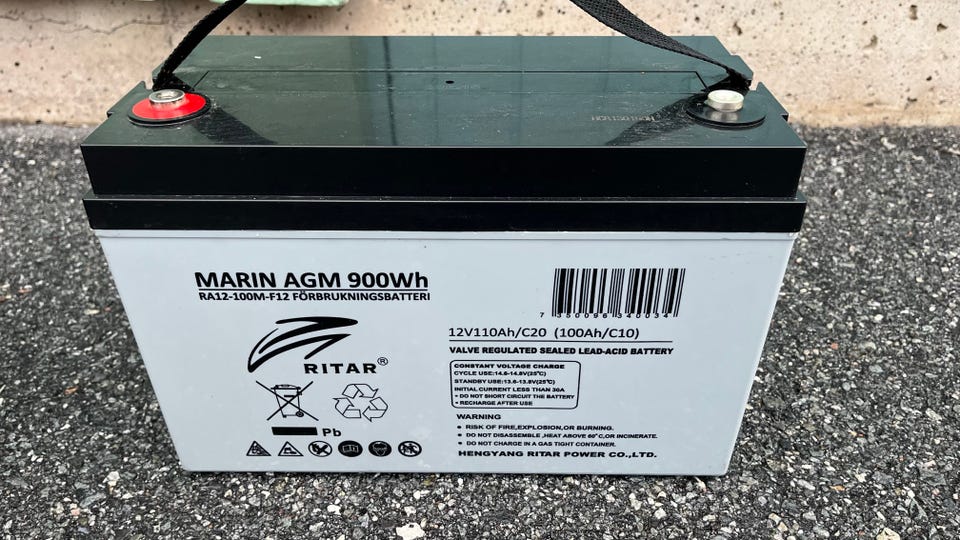 MARIN AGM 900Wh
RA12-100M-F12 FÖRBRUKNINGSBATTERI
RITAR®
Pb
7 350096 340034
12V110Ah/C20 (100Ah/C10)
VALVE REGULATED SEALED LEAD-ACID BATTERY
CONSTANT VOLTAGE CHARGE
CYCLE USE:14.6-14.8V(25°C)
STANDBY USE:13.6-13.8V(25°C)
INITIAL CURRENT LESS THAN 30A
• DO NOT SHORT CIRCUIT THE BATTERY
• RECHARGE AFTER USE
WARNING
• RISK OF FIRE,EXPLOSION,OR BURNING.
• DO NOT DISASSEMBLE ,HEAT ABOVE 60°C,OR INCINERATE.
• DO NOT CHARGE IN A GAS TIGHT CONTAINER.
HENGYANG RITAR POWER CO.,LTD.